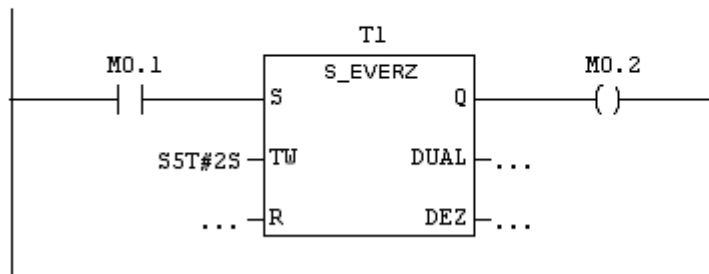 T1
M0.1 S_EVERZ M0.2
S Q
S5T#2S TW DUAL ...
... R DEZ ...